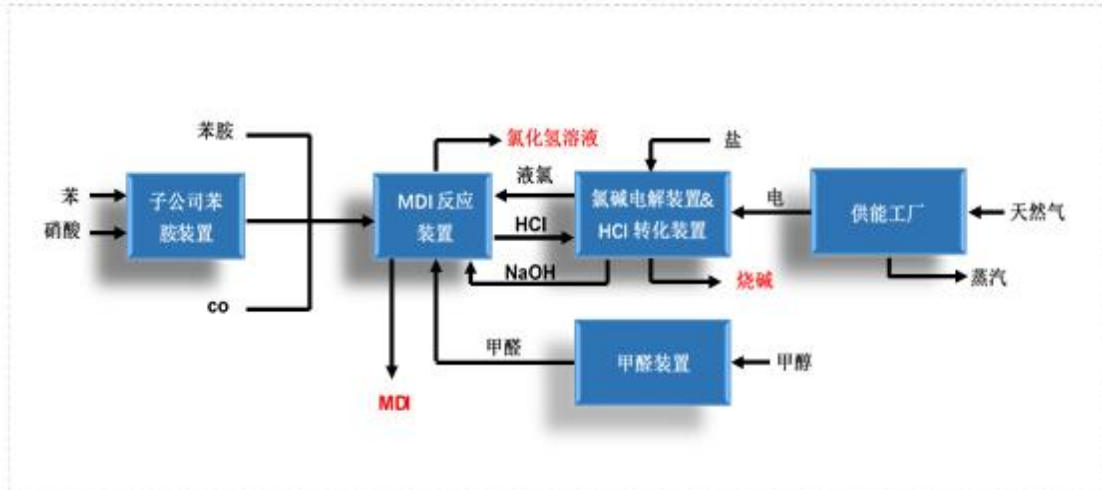 苯胺
氯化氢溶液
盐
苯
硝酸
子公司苯
胺装置
MDI 反应
装置
液氯
HCl
NaOH
氯碱电解装置&
HCl 转化装置
电
供能工厂
天然气
蒸汽
烧碱
co
甲醛
甲醛装置
甲醇
MDI